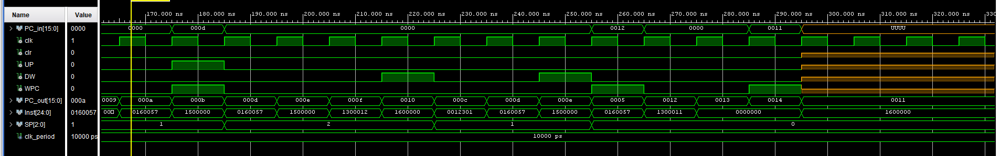 Name Value 170.000 ns 180.000 ns 190.000 ns 200.000 ns 210.000 ns 220.000 ns 230.000 ns 240.000 ns 250.000 ns 260.000 ns 270.000 ns 280.000 ns 290.000 ns 300.000 ns 310.000 ns 320.000 ns 330
PC_in[15:0] 0000 0000 000d 0000 0012 0000 0011 UUUU
clk 1
clr 0
UP 0
DW 0
WPC 0
PC_out[15:0] 000a 0009 000a 000b 000d 000e 000f 0010 000c 000d 000e 0005 0012 0013 0014 0011
Inst[24:0] 0160057 00 0160057 1500000 0160057 1500000 1300012 1600000 0012301 0160057 1500000 0160057 1300011 0000000 1600000
SP[2:0] 1 1 2 1 0
clk_period 10000 ps 10000 ps